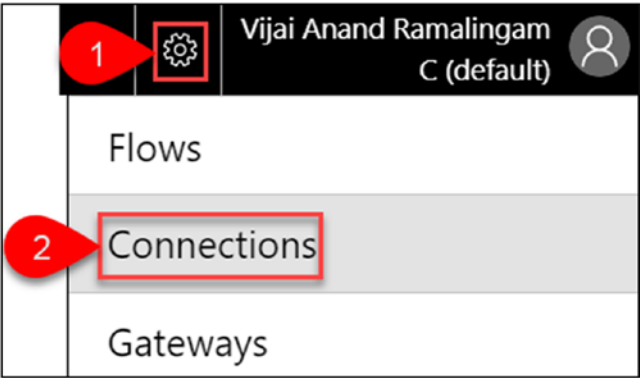 1
Vijai Anand Ramalingam
C (default)
Flows
2
Connections
Gateways